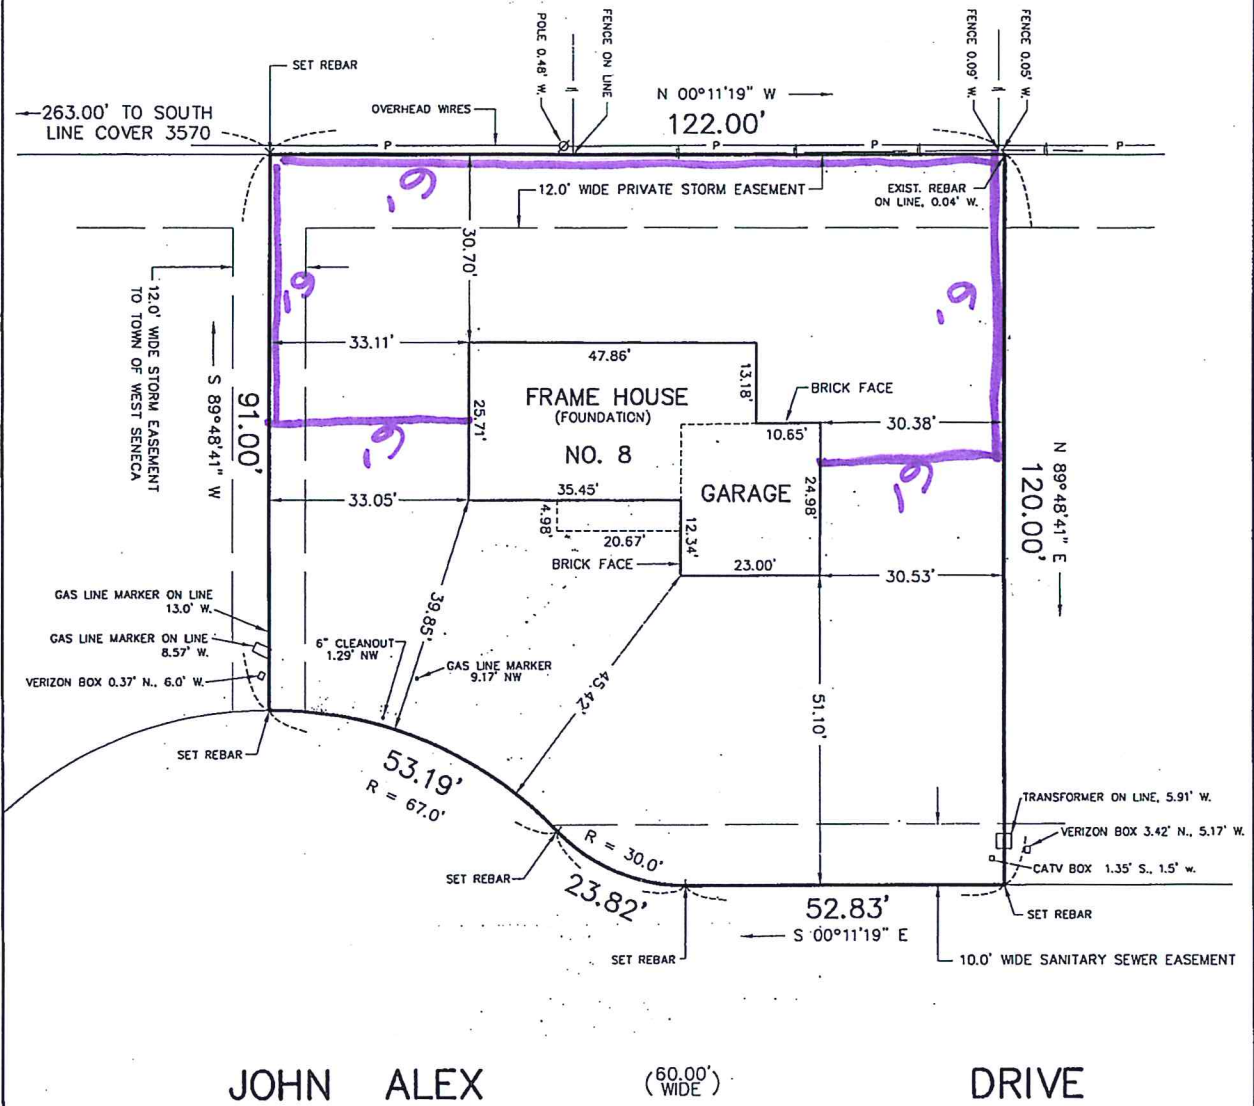 FENCE ON LINE
POLE 0.48' W.
FENCE 0.05' W.
FENCE 0.09' W.
SET REBAR
N 00°11'19" W
122.00'
263.00' TO SOUTH
LINE COVER 3570
OVERHEAD WIRES
P
P
P
P
6'
12.0' WIDE PRIVATE STORM EASEMENT
EXIST. REBAR
ON LINE, 0.04' W.
30.70'
6'
6'
12.0' WIDE STORM EASEMENT
TO TOWN OF WEST SENECA
S 89°48'41" W
91.00'
33.11'
47.86'
13.18'
BRICK FACE
FRAME HOUSE
(FOUNDATION)
NO. 8
25.71'
10.65'
30.38'
6'
6'
N 89°48'41" E
120.00'
GARAGE
24.98'
33.05'
35.45'
4.98'
20.67'
12.34'
BRICK FACE
23.00'
30.53'
GAS LINE MARKER ON LINE
13.0' W.
GAS LINE MARKER ON LINE
8.57' W.
VERIZON BOX 0.37' N., 6.0' W.
39.85'
6" CLEANOUT
1.29' NW
GAS LINE MARKER
9.17' NW
45.42'
51.10'
SET REBAR
53.19'
R = 67.0'
TRANSFORMER ON LINE, 5.91' W.
VERIZON BOX 3.42' N., 5.17' W.
CATV BOX 1.35' S., 1.5' w.
R = 30.0'
SET REBAR
23.82'
52.83'
S 00°11'19" E
SET REBAR
SET REBAR
10.0' WIDE SANITARY SEWER EASEMENT
JOHN ALEX (60.00') DRIVE
WIDE